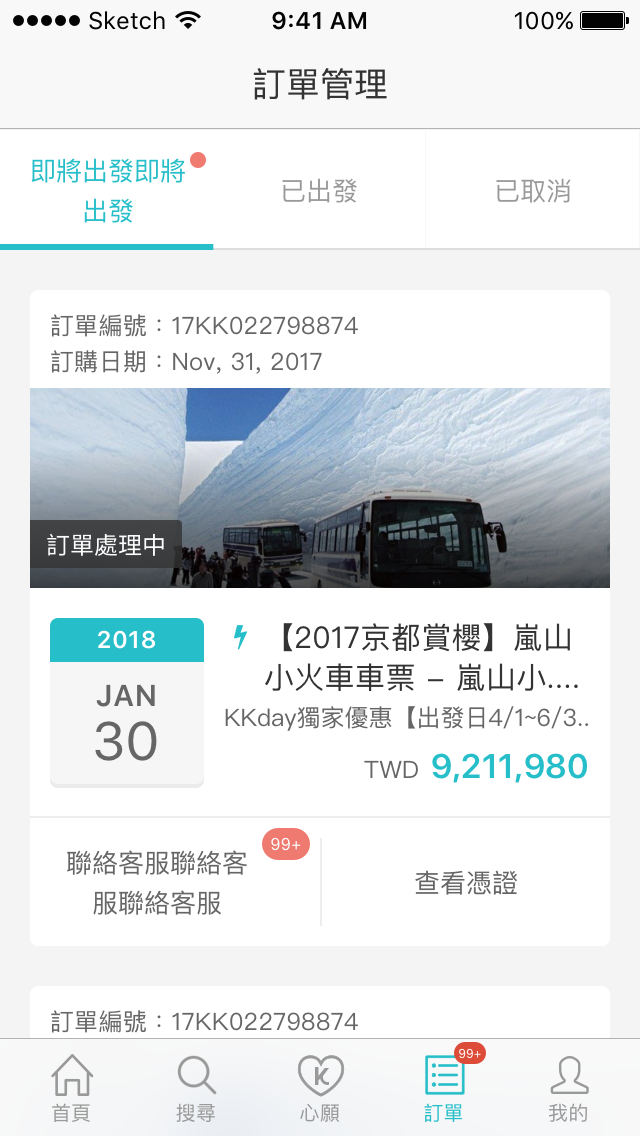 Sketch 9:41 AM 100%
訂單管理
即將出發即將
出發
已出發
已取消
訂單編號：17KK022798874
訂購日期：Nov, 31, 2017
訂單處理中
2018
JAN
30
【2017京都賞櫻】嵐山
小火車車票 – 嵐山小....
KKday獨家優惠【出發日4/1~6/3..
TWD 9,211,980
聯絡客服聯絡客
服聯絡客服
99+
查看憑證
訂單編號：17KK022798874
99+
K
首頁 搜尋 心願 訂單 我的